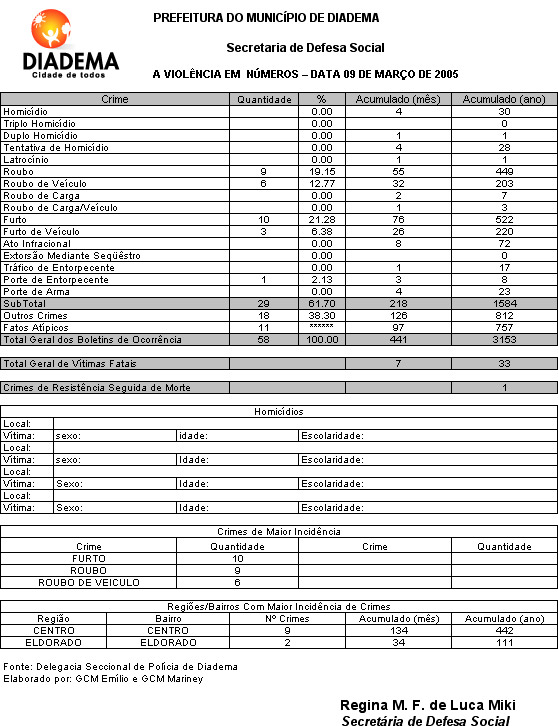 DIADEMA
Cidade de todos
PREFEITURA DO MUNICÍPIO DE DIADEMA
Secretaria de Defesa Social
A VIOLÊNCIA EM NÚMEROS – DATA 09 DE MARÇO DE 2005
Crime Quantidade % Acumulado (mês) Acumulado (ano)
Homicídio 0.00 4 30
Triplo Homicídio 0.00 0
Duplo Homicídio 0.00 1 1
Tentativa de Homicídio 0.00 4 28
Latrocínio 0.00 1 1
Roubo 9 19.15 55 449
Roubo de Veículo 6 12.77 32 203
Roubo de Carga 0.00 2 7
Roubo de Carga/Veículo 0.00 1 3
Furto 10 21.28 76 522
Furto de Veículo 3 6.38 26 220
Ato Infracional 0.00 8 72
Extorsão Mediante Seqüêstro 0.00 0
Tráfico de Entorpecente 0.00 1 17
Porte de Entorpecente 1 2.13 3 8
Porte de Arma 0.00 4 23
SubTotal 29 61.70 218 1584
Outros Crimes 18 38.30 126 812
Fatos Atípicos 11 ****** 97 757
Total Geral dos Boletins de Ocorrência 58 100.00 441 3153
Total Geral de Vítimas Fatais 7 33
Crimes de Resistência Seguida de Morte 1
Homicídios
Local:
Vítima: sexo: idade: Escolaridade:
Local:
Vítima: sexo: Idade: Escolaridade:
Local:
Vítima: Sexo: Idade: Escolaridade:
Local:
Vítima: Sexo: Idade: Escolaridade:
Crimes de Maior Incidência
Crime Quantidade Crime Quantidade
FURTO 10
ROUBO 9
ROUBO DE VEICULO 6
Regiões/Bairros Com Maior Incidência de Crimes
Região Bairro Nº Crimes Acumulado (mês) Acumulado (ano)
CENTRO CENTRO 9 134 442
ELDORADO ELDORADO 2 34 111
Fonte: Delegacia Seccional de Polícia de Diadema
Elaborado por: GCM Emílio e GCM Mariney
Regina M. F. de Luca Miki
Secretária de Defesa Social